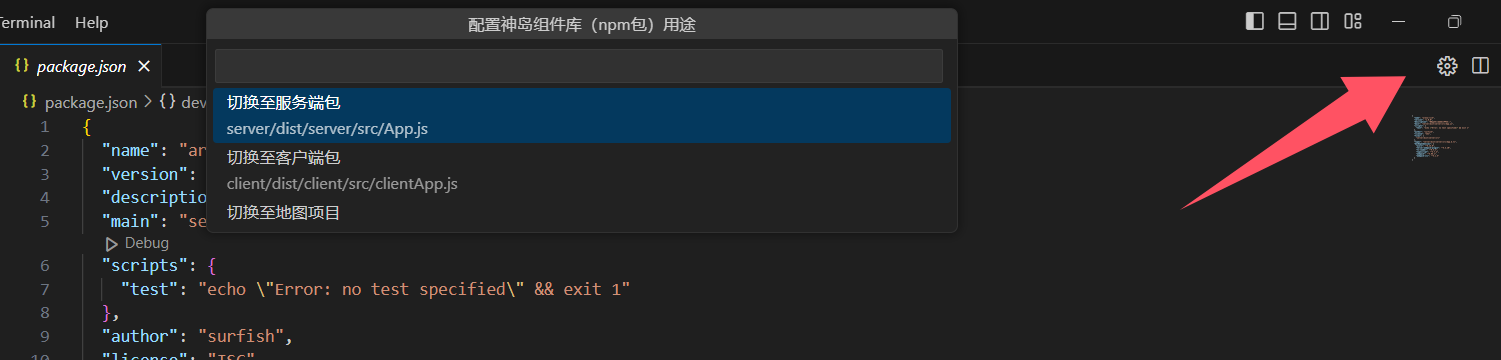 Terminal Help
配置神岛组件库（npm包）用途
{} package.json ×
切换至服务端包
server/dist/server/src/App.js
切换至客户端包
client/dist/client/src/clientApp.js
切换至地图项目
{} package.json > {} dev
1 {
2 "name": "ar
3 "version":
4 "descriptio
5 "main": "se
Debug
6 "scripts": {
7 "test": "echo \"Error: no test specified\" && exit 1"
8 },
9 "author": "surfish",
10 "license": "ISC"